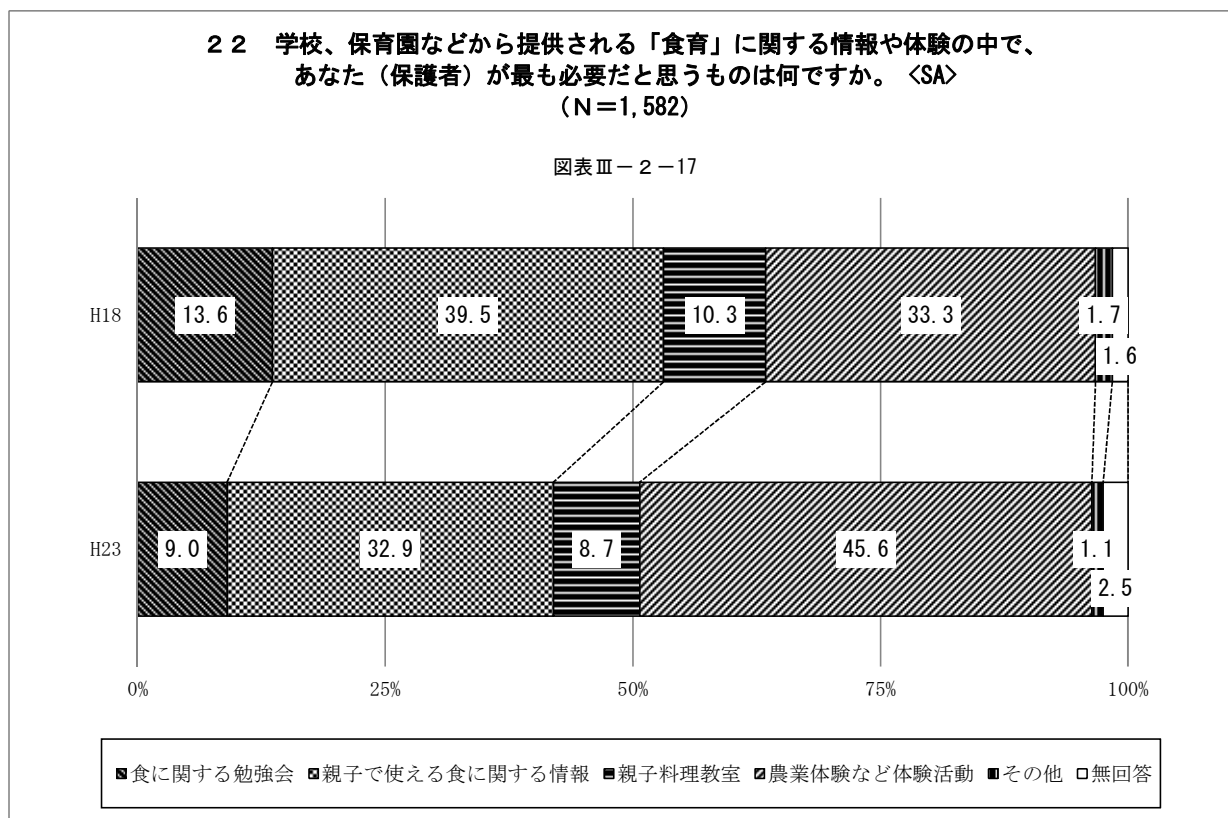 ２２　学校、保育園などから提供される「食育」に関する情報や体験の中で、
あなた（保護者）が最も必要だと思うものは何ですか。〈SA〉
（Ｎ＝1,582）
図表Ⅲ－２－17
H18
13.6
39.5
10.3
33.3
1.7
1.6
H23
9.0
32.9
8.7
45.6
1.1
2.5
0%
25%
50%
75%
100%
食に関する勉強会 親子で使える食に関する情報 親子料理教室 農業体験など体験活動 その他 無回答